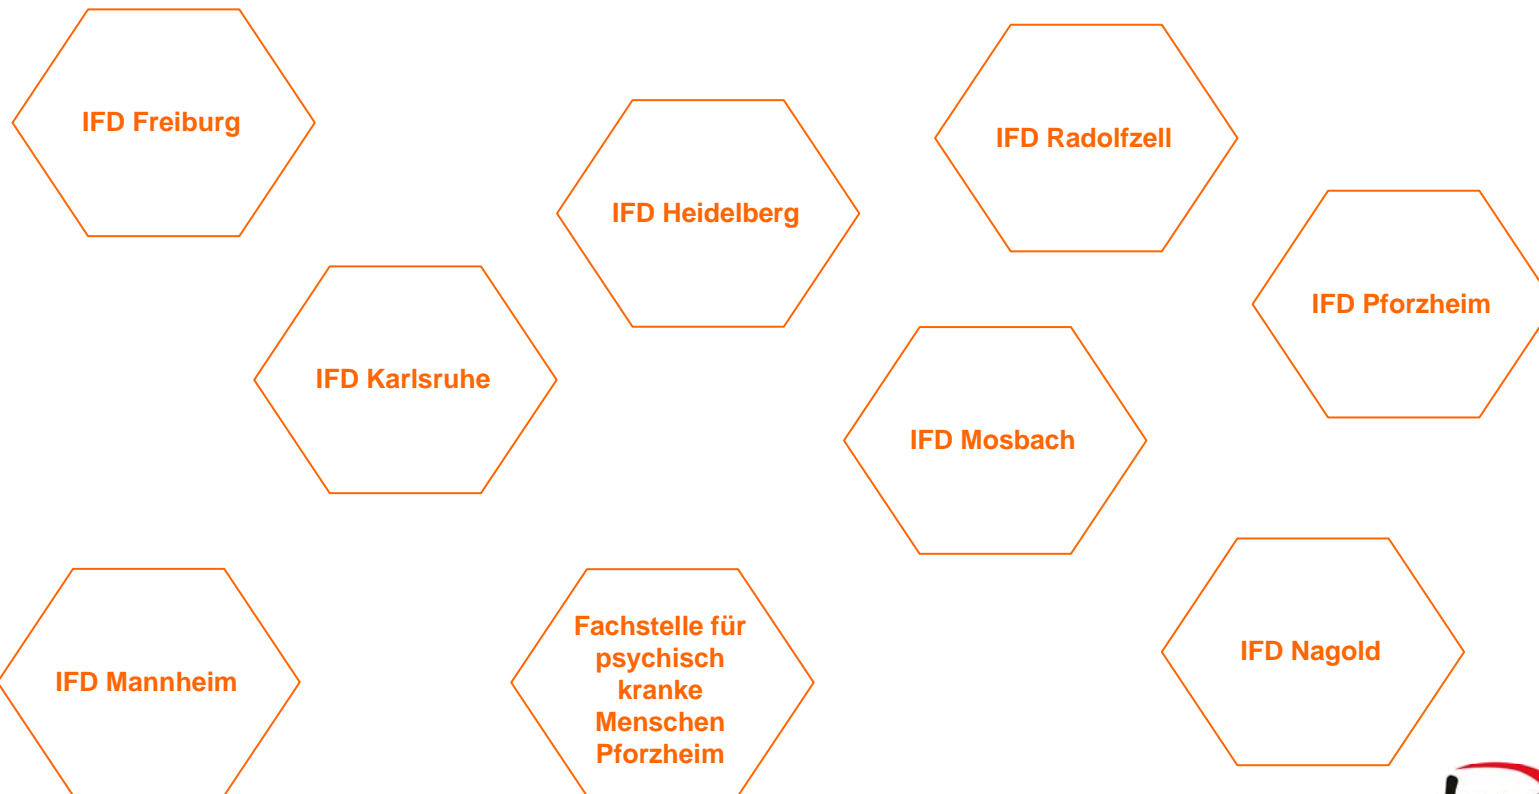 IFD Freiburg
IFD Radolfzell
IFD Heidelberg
IFD Pforzheim
IFD Karlsruhe
IFD Mosbach
Fachstelle für
psychisch
kranke
Menschen
Pforzheim
IFD Nagold
IFD Mannheim